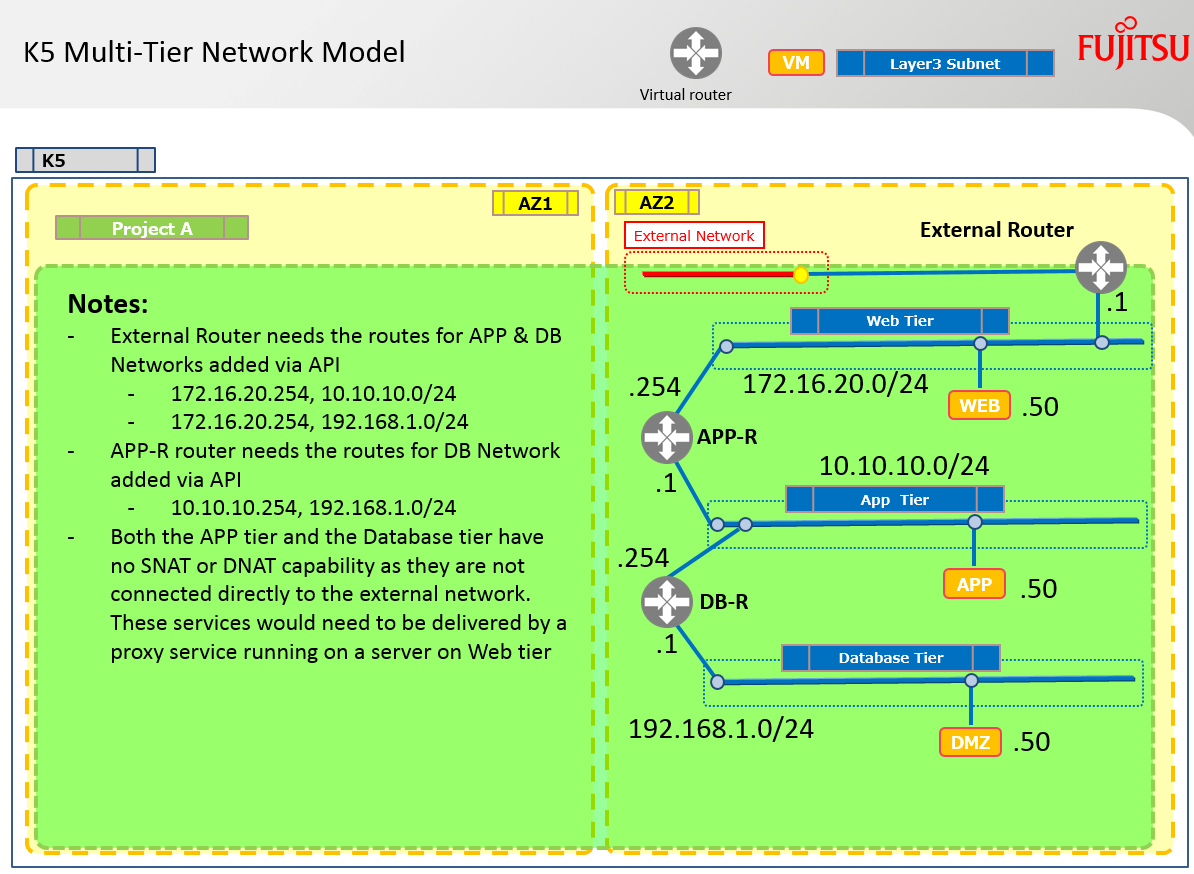 K5 Multi-Tier Network Model
Virtual router
VM
Layer3 Subnet
FUJITSU
K5
AZ1
Project A
Notes:
- External Router needs the routes for APP & DB
Networks added via API
- 172.16.20.254, 10.10.10.0/24
- 172.16.20.254, 192.168.1.0/24
- APP-R router needs the routes for DB Network
added via API
- 10.10.10.254, 192.168.1.0/24
- Both the APP tier and the Database tier have
no SNAT or DNAT capability as they are not
connected directly to the external network.
These services would need to be delivered by a
proxy service running on a server on Web tier
AZ2
External Network
External Router
.1
Web Tier
172.16.20.0/24
.254
WEB
.50
APP-R
.1
10.10.10.0/24
App Tier
.254
APP
.50
DB-R
.1
Database Tier
192.168.1.0/24
DMZ
.50